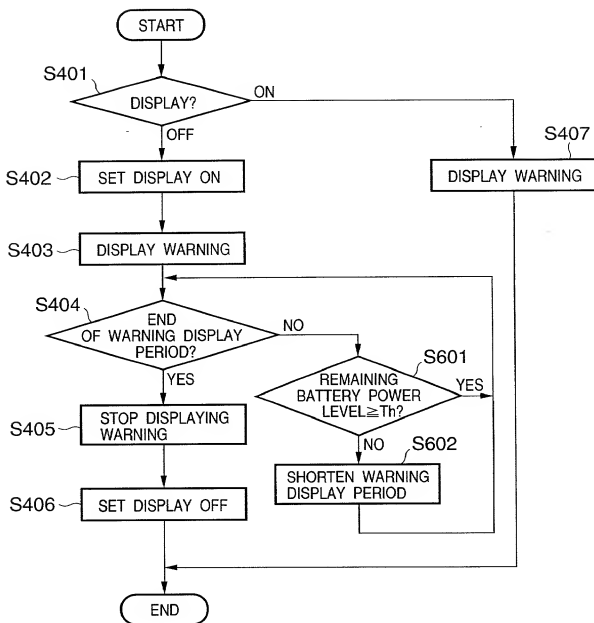 START
S401
DISPLAY?
ON
OFF
S407
S402
SET DISPLAY ON
DISPLAY WARNING
S403
DISPLAY WARNING
S404
END
OF WARNING DISPLAY
PERIOD?
NO
YES
S601
REMAINING
BATTERY POWER
LEVEL≧Th?
YES
NO
S405
STOP DISPLAYING
WARNING
S602
SHORTEN WARNING
DISPLAY PERIOD
S406
SET DISPLAY OFF
END